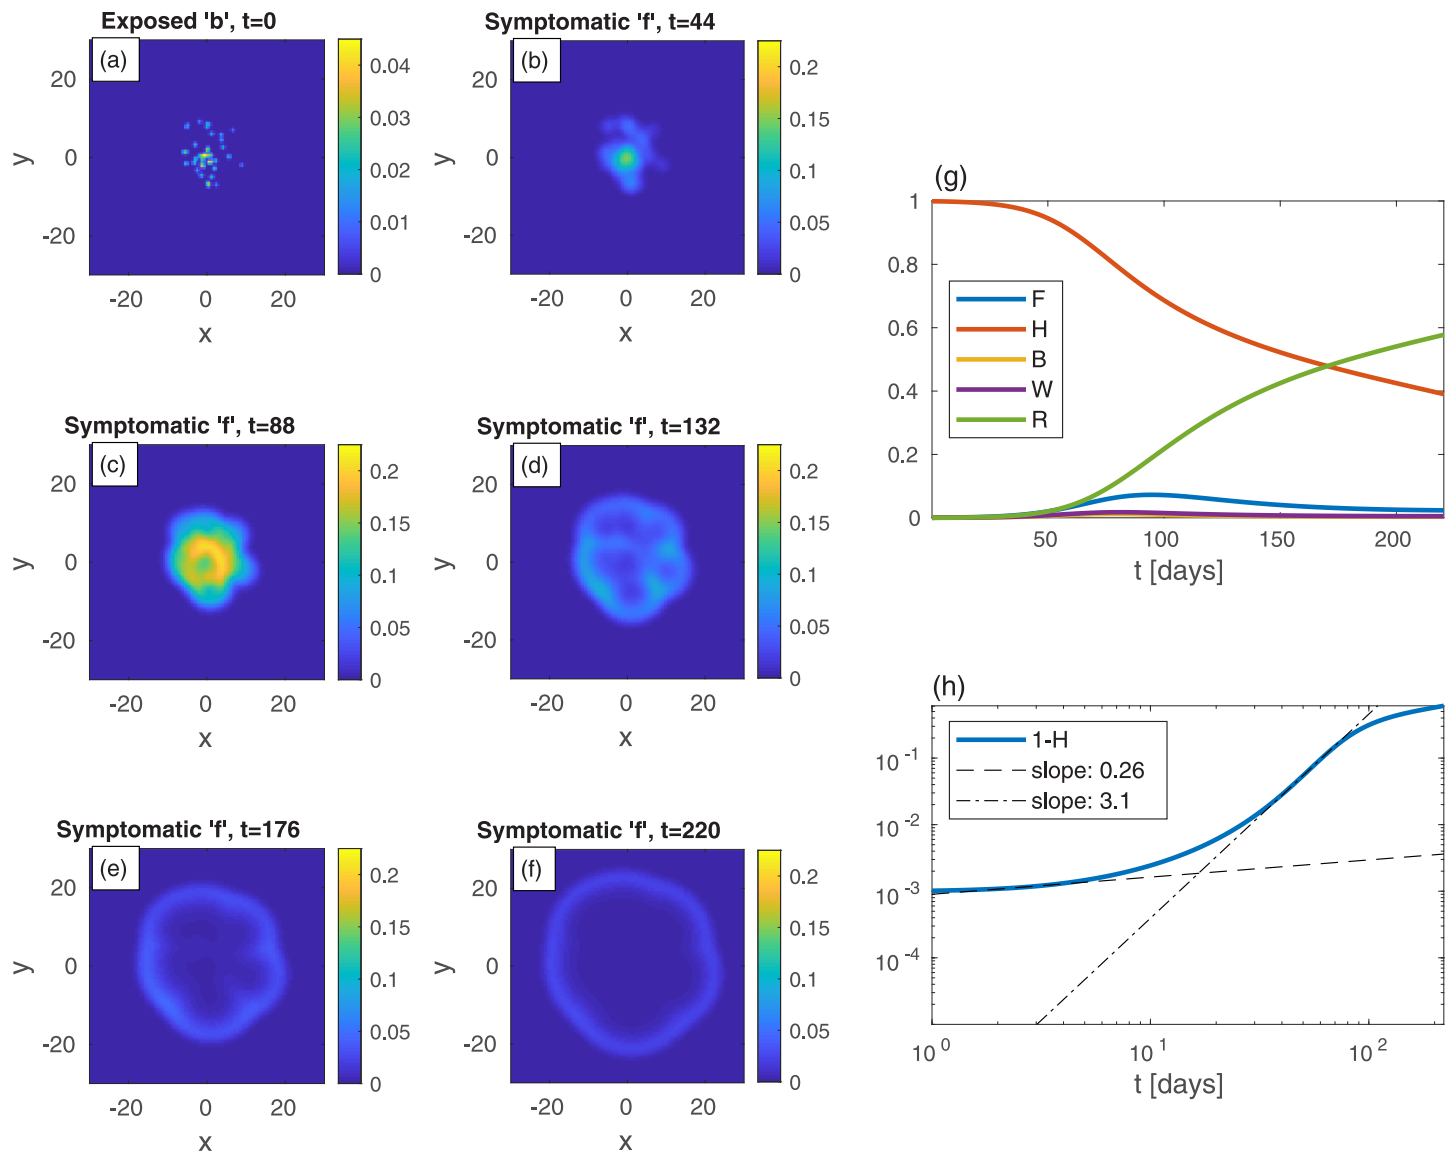 Exposed 'b', t=0
(a)
20
0
-20
y
-20
0
20
x
0.04
0.03
0.02
0.01
0
Symptomatic 'f', t=44
(b)
20
0
-20
y
-20
0
20
x
0.2
0.15
0.1
0.05
0
Symptomatic 'f', t=88
(c)
20
0
-20
y
-20
0
20
x
0.2
0.15
0.1
0.05
0
Symptomatic 'f', t=132
(d)
20
0
-20
y
-20
0
20
x
0.2
0.15
0.1
0.05
0
Symptomatic 'f', t=176
(e)
20
0
-20
y
-20
0
20
x
0.2
0.15
0.1
0.05
0
Symptomatic 'f', t=220
(f)
20
0
-20
y
-20
0
20
x
0.2
0.15
0.1
0.05
0
(g)
1
0.8
0.6
0.4
0.2
0
F
H
B
W
R
50
100
150
200
t [days]
(h)
1-H
slope: 0.26
slope: 3.1
10^-1
10^-2
10^-3
10^-4
10^0
10^1
10^2
t [days]